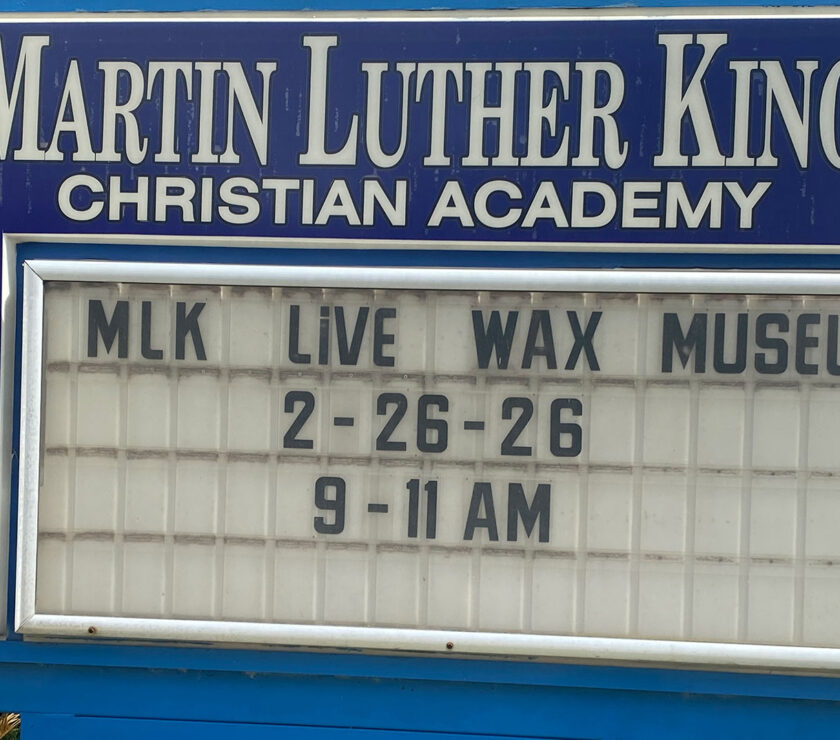 MARTIN LUTHER KING
CHRISTIAN ACADEMY
MLK LiVE WAX MUSEU
2-26-26
9-11 AM